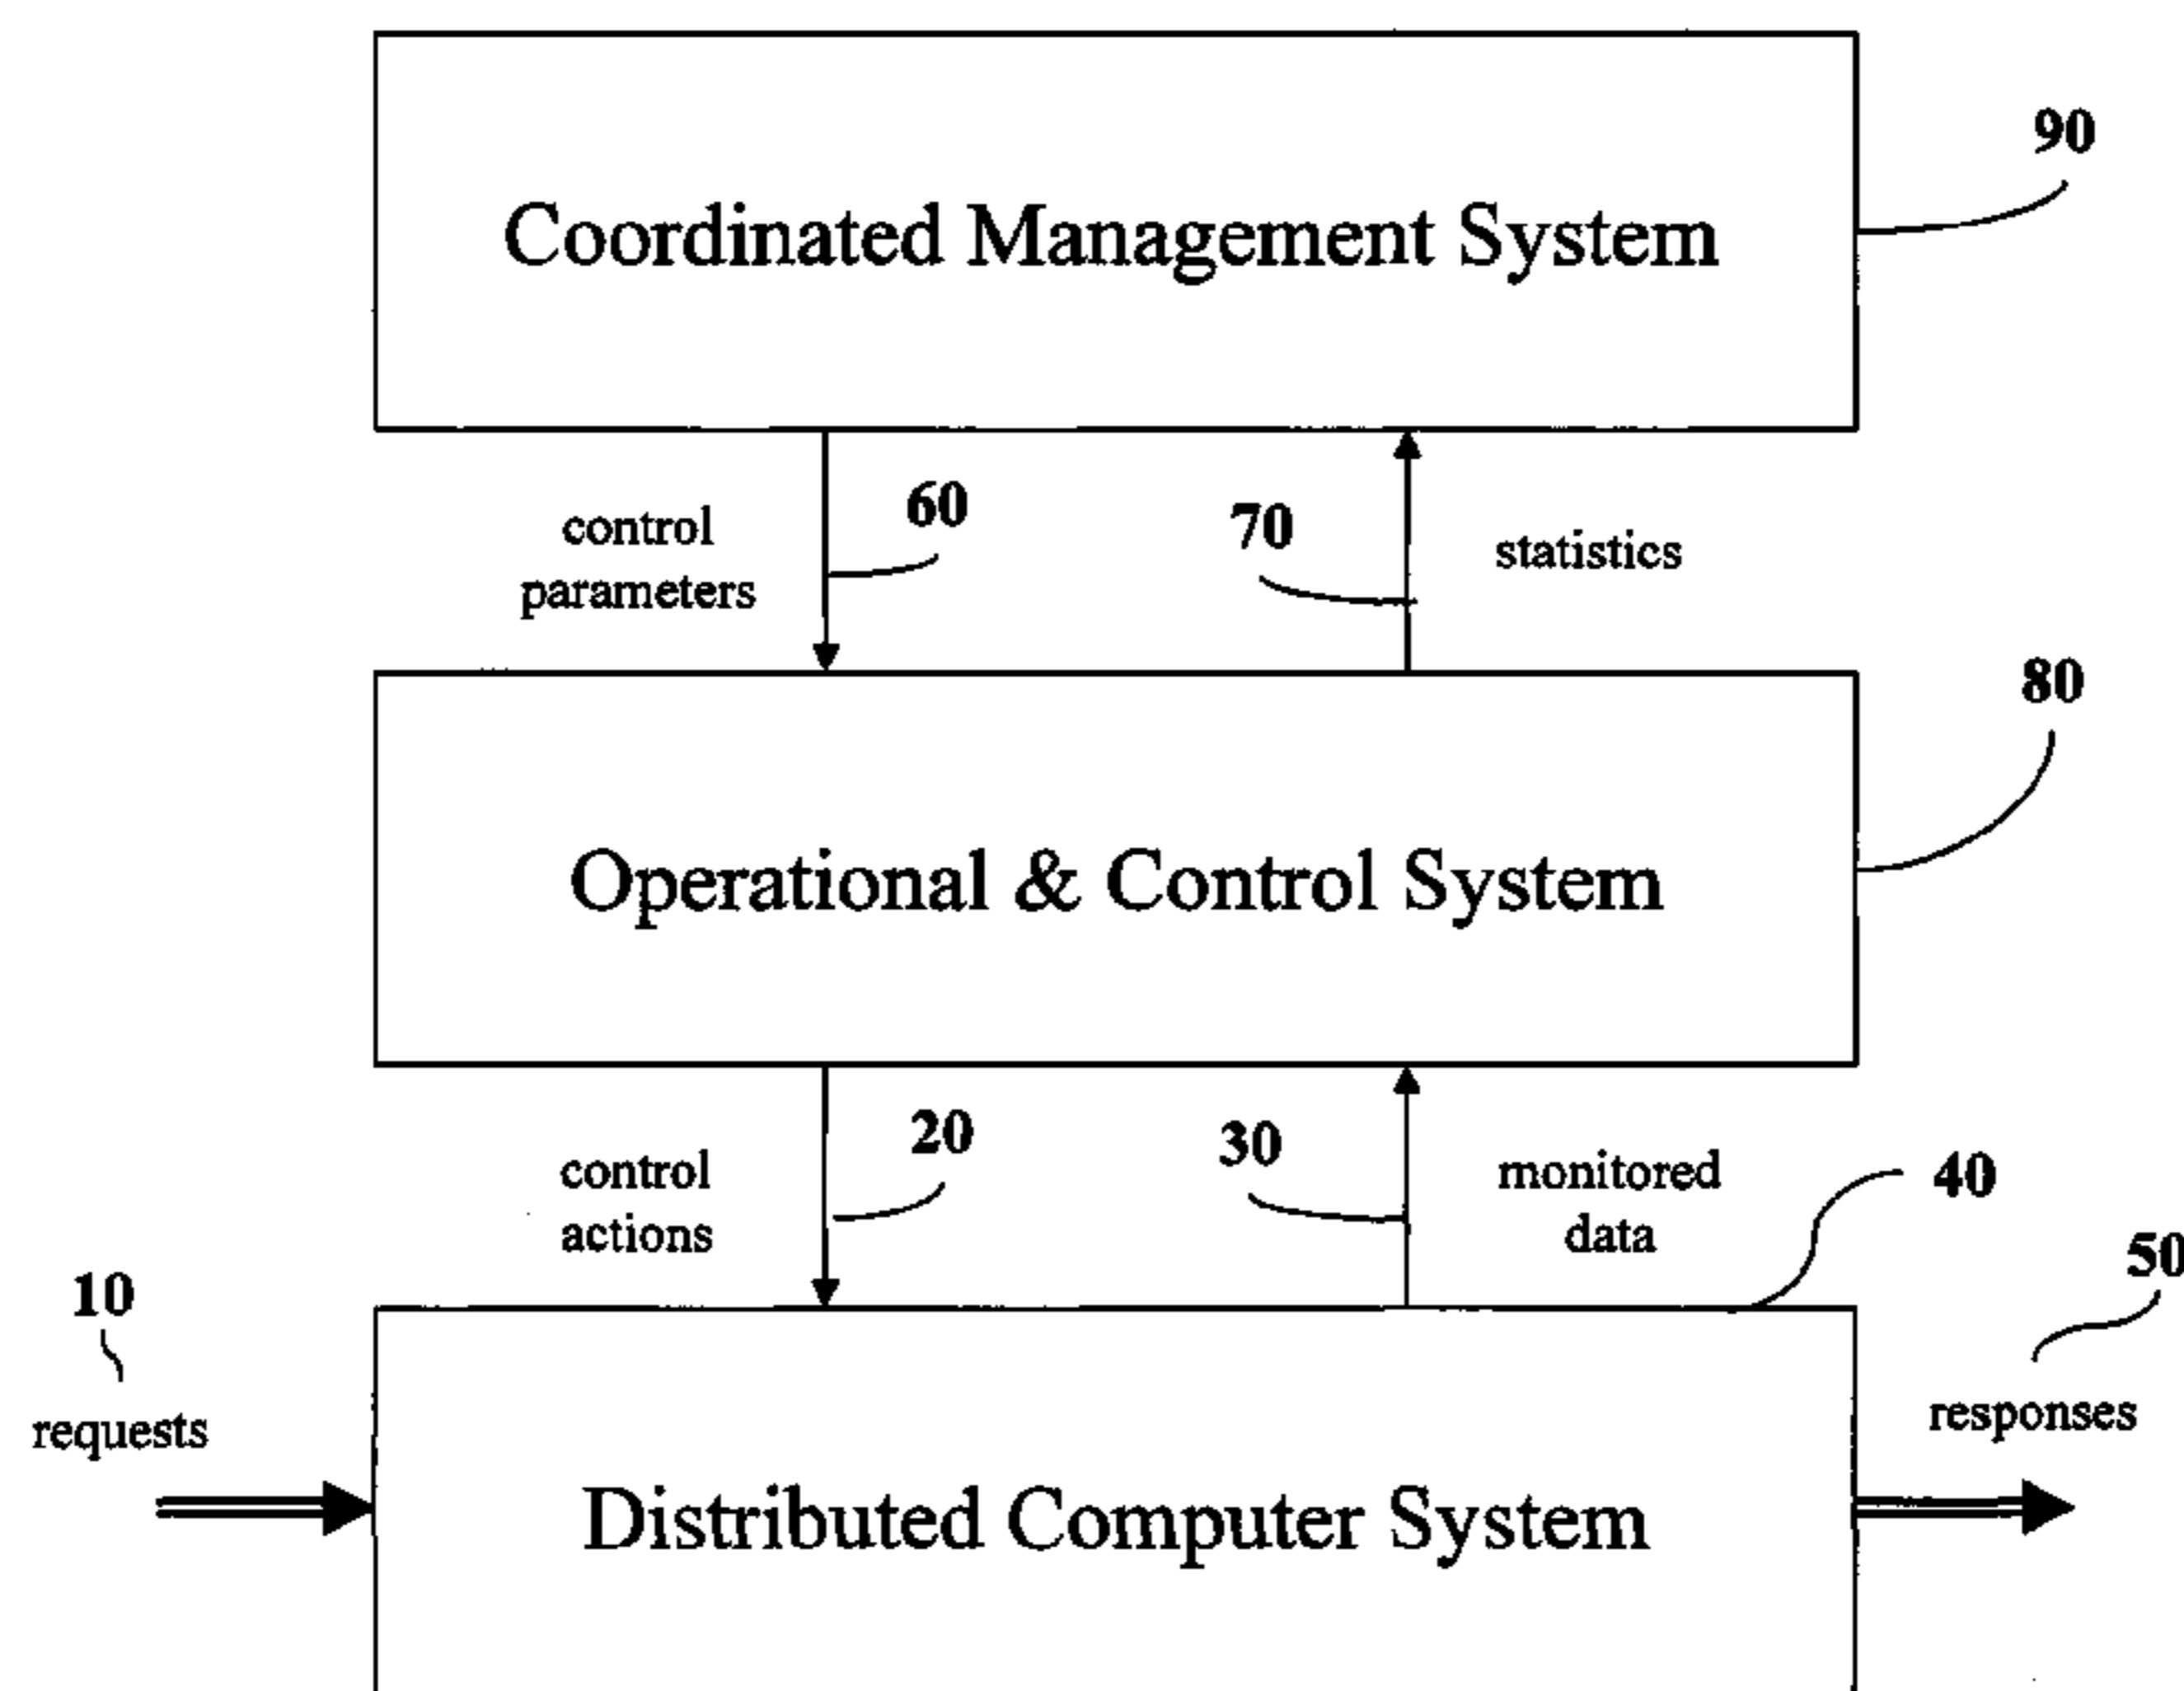 90
Coordinated Management System
60
70
control
parameters
statistics
80
Operational & Control System
20
30
control
actions
monitored
data
40
50
10
requests
responses
Distributed Computer System